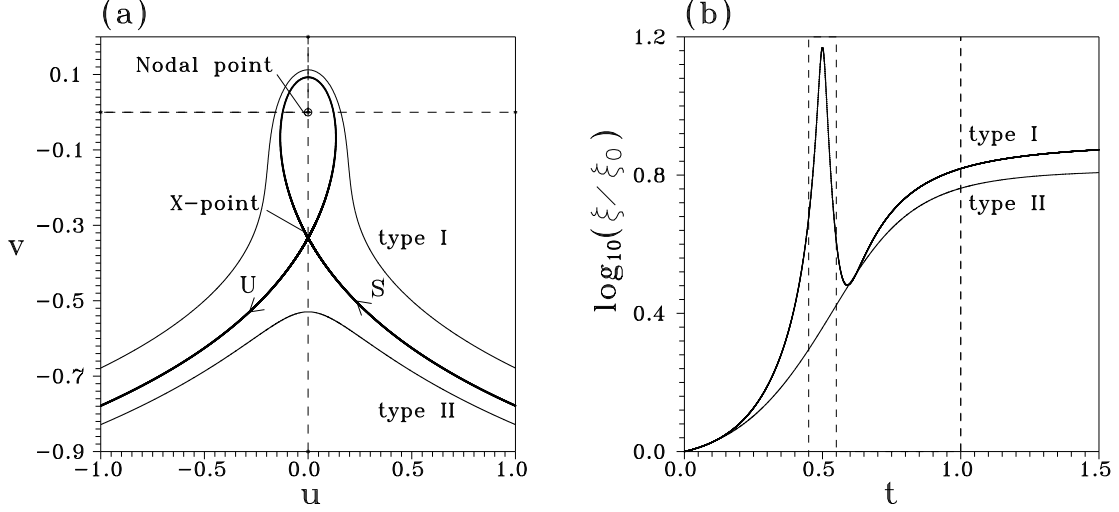 (a)
Nodal point
X-point
type I
U
S
type II
v
0.1
−0.1
−0.3
−0.5
−0.7
−0.9
−1.0
−0.5
0.0
0.5
1.0
u
(b)
type I
type II
log10(ξ/ξ0)
1.2
0.8
0.4
0.0
0.0
0.5
1.0
1.5
t